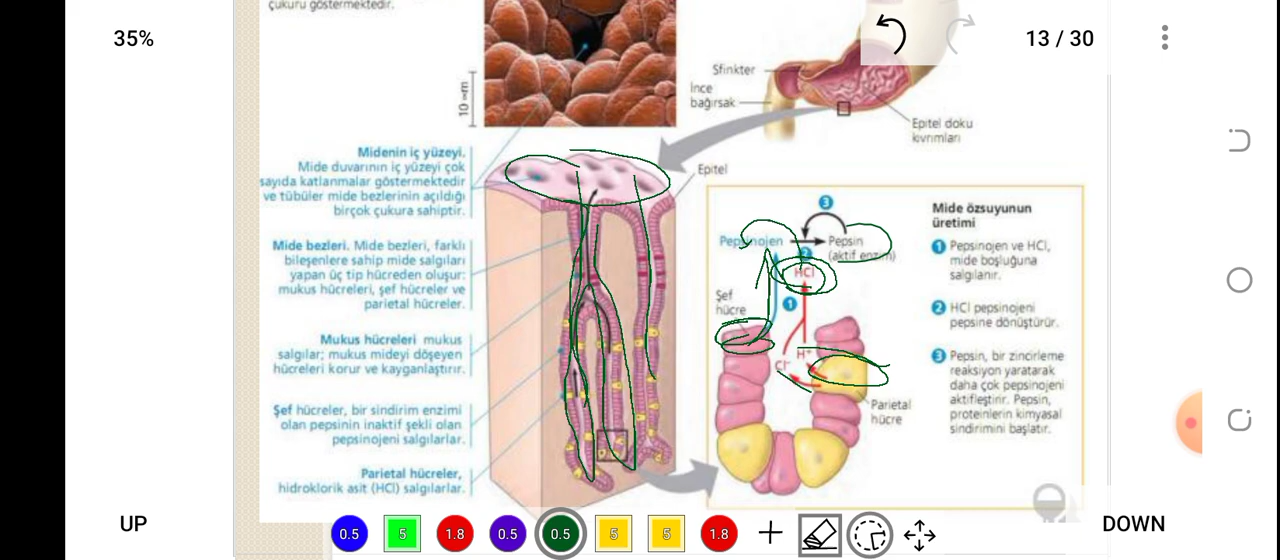 çukuru göstermektedir.
35%
13 / 30
10 µm
Sfinkter
İnce
bağırsak
Epitel doku
kıvrımları
Midenin iç yüzeyi.
Mide duvarının iç yüzeyi çok
sayıda katlanmalar göstermektedir
ve tübüler mide bezlerinin açıldığı
birçok çukura sahiptir.
Epitel
Mide bezleri. Mide bezleri, farklı
bileşenlere sahip mide salgıları
yapan üç tip hücreden oluşur:
mukus hücreleri, şef hücreler ve
parietal hücreler.
Mukus hücreleri mukus
salgılar; mukus mideyi döşeyen
hücreleri korur ve kayganlaştırır.
Şef hücreler, bir sindirim enzimi
olan pepsinin inaktif şekli olan
pepsinojeni salgılarlar.
Parietal hücreler,
hidroklorik asit (HCl) salgılarlar.
3
Pepsinojen
Pepsin
(aktif enzim)
2
HCl
1
Şef
hücre
H+
Cl-
Parietal
hücre
Mide özsuyunun
üretimi
1 Pepsinojen ve HCl,
mide boşluğuna
salgılanır.
2 HCl pepsinojeni
pepsine dönüştürür.
3 Pepsin, bir zincirleme
reaksiyon yaratarak
daha çok pepsinojeni
aktifleştirir. Pepsin,
proteinlerin kimyasal
sindirimini başlatır.
UP
0.5
5
1.8
0.5
0.5
5
5
1.8
DOWN